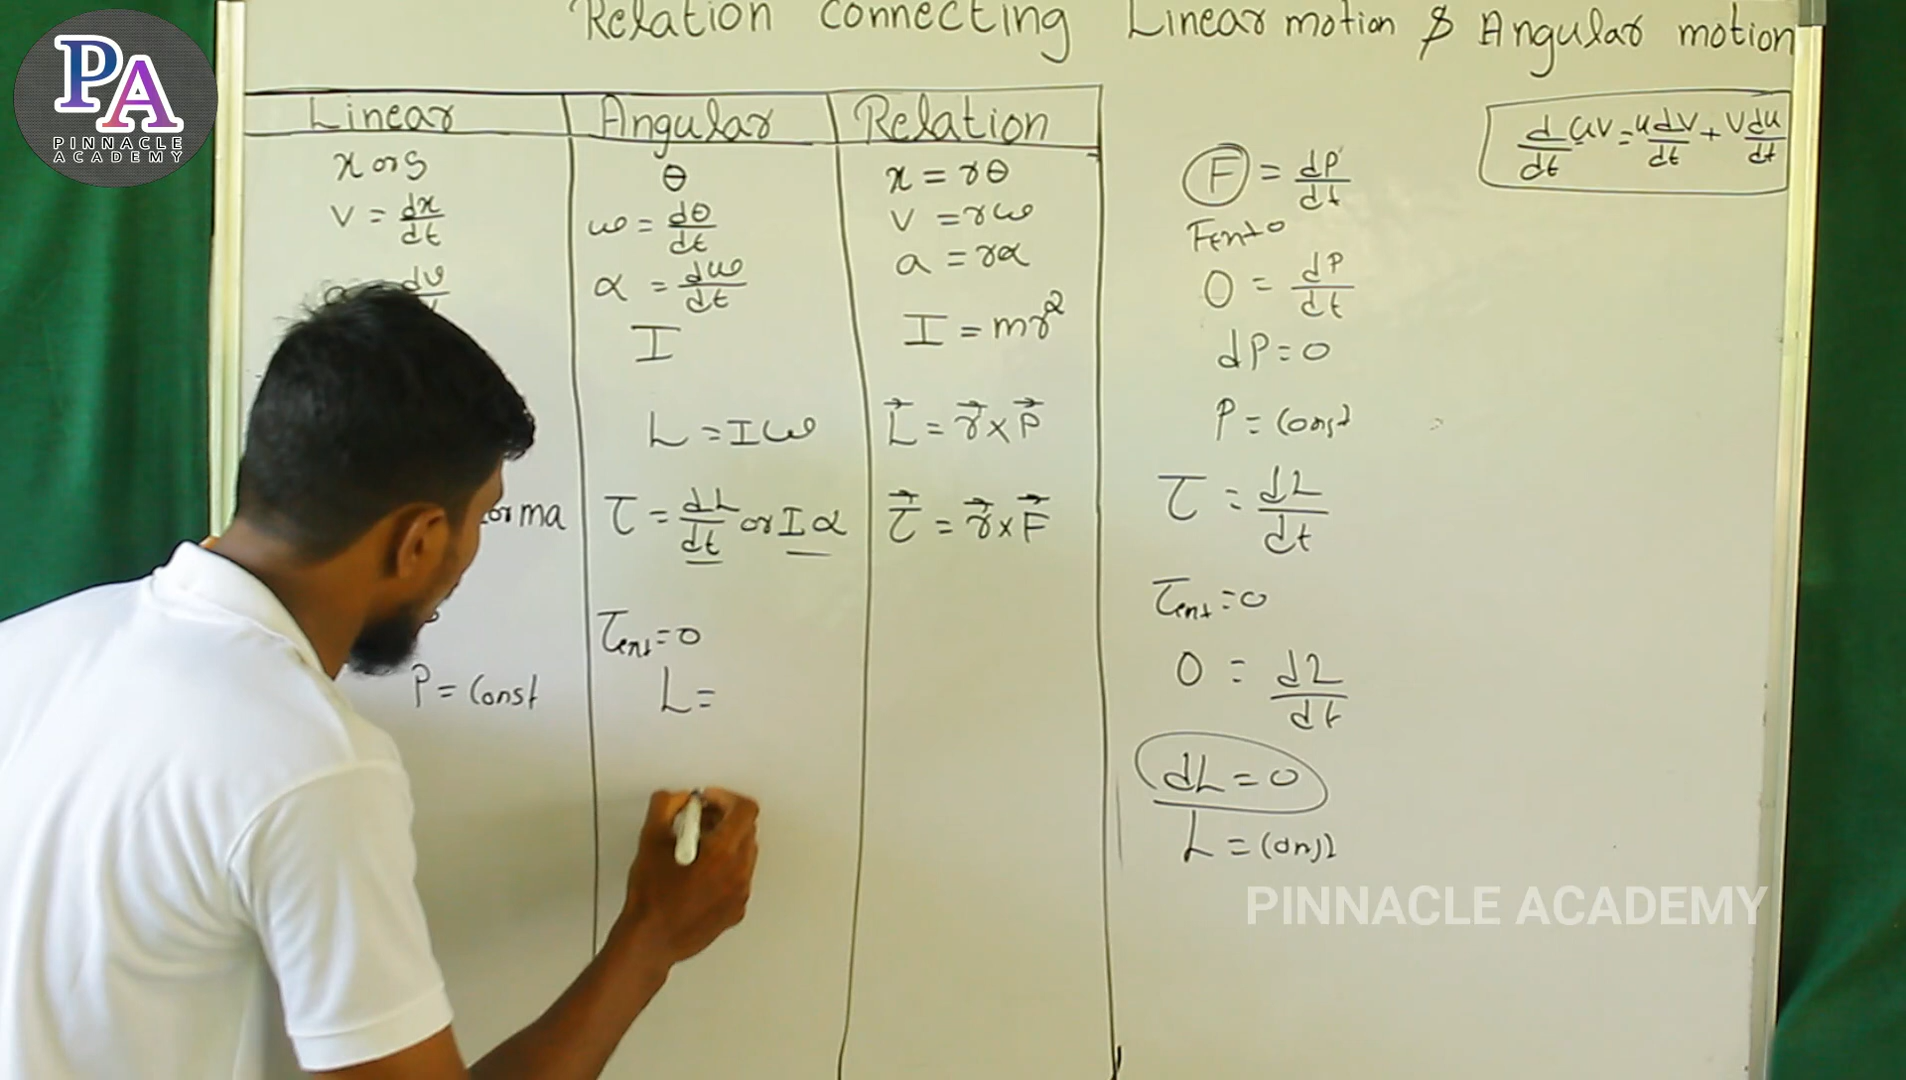 PA
PINNACLE
ACADEMY
Relation connecting Linear motion & Angular motion
Linear
x or S
v = dx/dt
dv
or ma
P = Const
Angular
θ
ω = dθ/dt
α = dω/dt
I
L = Iω
τ = dL/dt or Iα
τext = 0
L =
Relation
x = rθ
v = rω
a = rα
I = mr²
L⃗ = r⃗ × P⃗
τ⃗ = r⃗ × F⃗
F = dP/dt
Fext 0
0 = dP/dt
dP = 0
P = Const
τ = dL/dt
τext = 0
0 = dL/dt
dL = 0
L = Const
d/dt uv = u dv/dt + v du/dt
PINNACLE ACADEMY